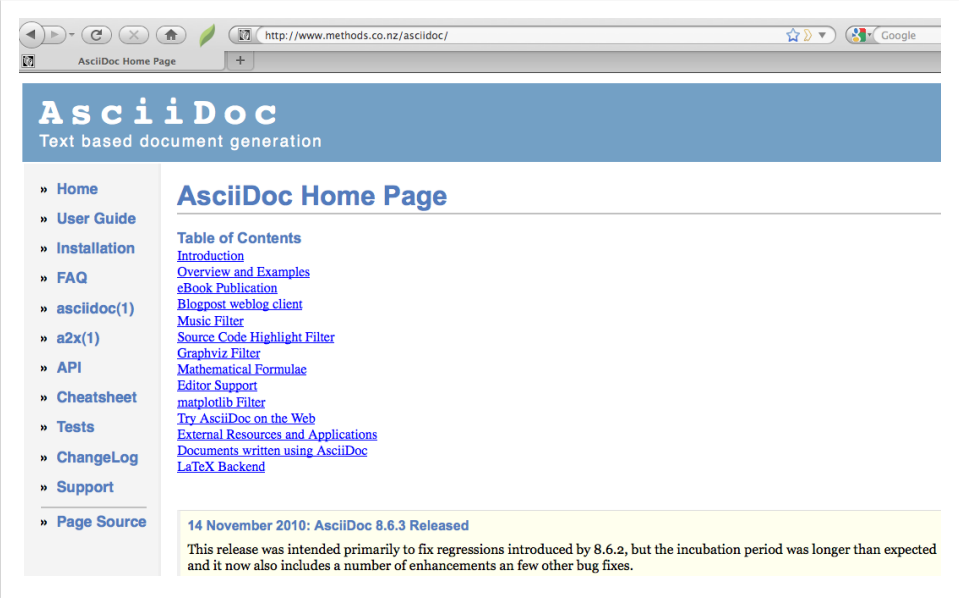 http://www.methods.co.nz/asciidoc/
Google
AsciiDoc Home Page
+
AsciiDoc
Text based document generation
» Home
» User Guide
» Installation
» FAQ
» asciidoc(1)
» a2x(1)
» API
» Cheatsheet
» Tests
» ChangeLog
» Support
» Page Source
AsciiDoc Home Page
Table of Contents
Introduction
Overview and Examples
eBook Publication
Blogpost weblog client
Music Filter
Source Code Highlight Filter
Graphviz Filter
Mathematical Formulae
Editor Support
matplotlib Filter
Try AsciiDoc on the Web
External Resources and Applications
Documents written using AsciiDoc
LaTeX Backend
14 November 2010: AsciiDoc 8.6.3 Released
This release was intended primarily to fix regressions introduced by 8.6.2, but the incubation period was longer than expected
and it now also includes a number of enhancements an few other bug fixes.